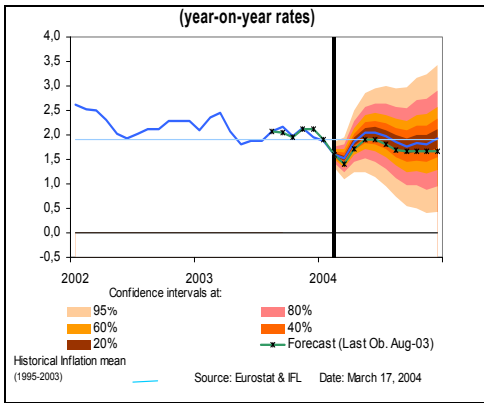 (year-on-year rates)
4,0
3,5
3,0
2,5
2,0
1,5
1,0
0,5
0,0
-0,5
2002 2003 2004
Confidence intervals at:
95% 80%
60% 40%
20% Forecast (Last Ob. Aug-03)
Historical Inflation mean
(1995-2003) Source: Eurostat & IFL Date: March 17, 2004